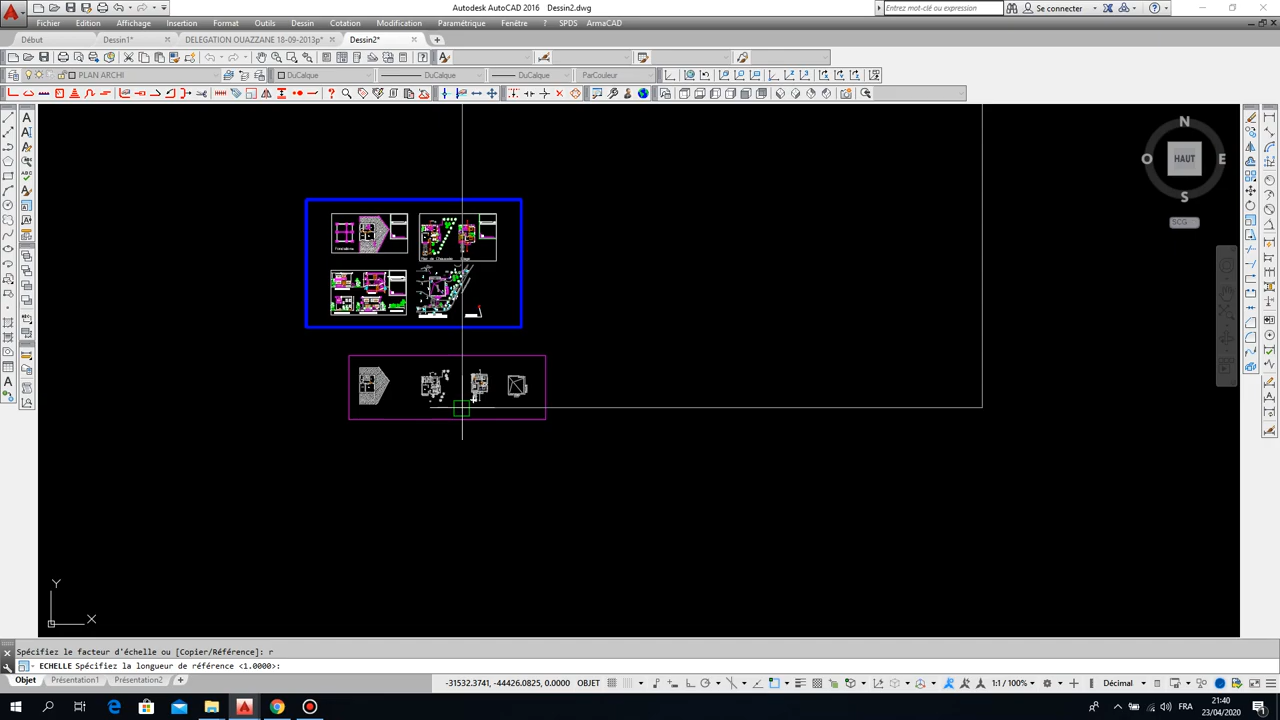 Autodesk AutoCAD 2016 Dessin2.dwg
Entrez mot-clé ou expression
Se connecter
Fichier Edition Affichage Insertion Format Outils Dessin Cotation Modification Paramétrique Fenêtre SPDS ArmaCAD
Début Dessin1* DELEGATION OUAZZANE 18-09-2013p* Dessin2*
PLAN ARCHI DuCalque DuCalque DuCalque ParCouleur
N
O HAUT E
S
SCG
Y
X
Spécifiez le facteur d'échelle ou [Copier/Référence]: r
ECHELLE Spécifiez la longueur de référence <1.0000>:
Objet Présentation1 Présentation2 +
-31532.3741, -44426.0825, 0.0000 OBJET 1:1 / 100% Décimal
FRA
21:40
23/04/2020